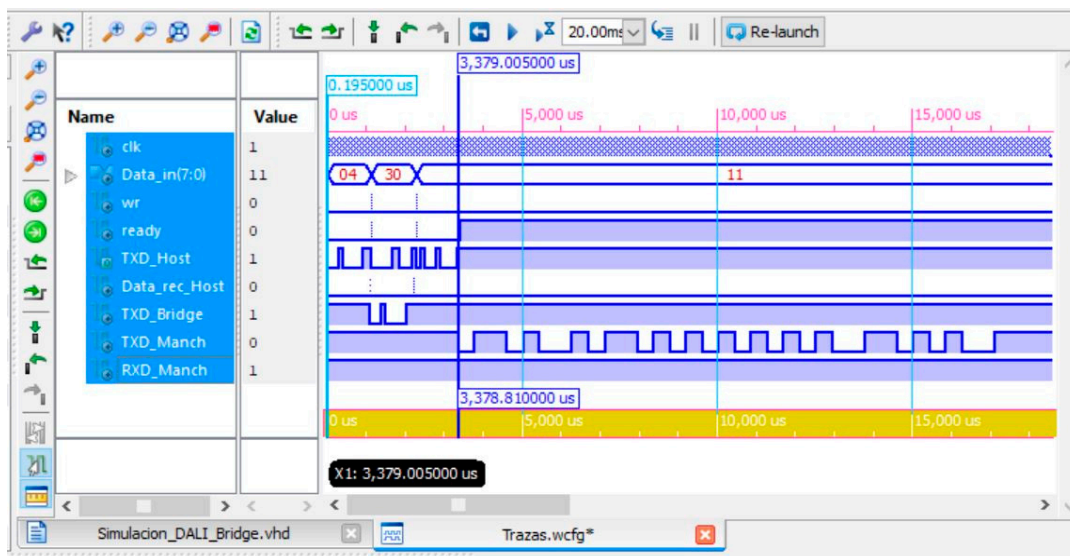 20.00ms
Re-launch
3,379.005000 us
0.195000 us
Name
Value
0 us
5,000 us
10,000 us
15,000 us
clk
1
Data_in(7:0)
11
04
30
11
wr
0
ready
0
TXD_Host
1
Data_rec_Host
0
TXD_Bridge
1
TXD_Manch
0
RXD_Manch
1
3,378.810000 us
0 us
5,000 us
10,000 us
15,000 us
X1: 3,379.005000 us
Simulacion_DALI_Bridge.vhd
Trazas.wcfg*